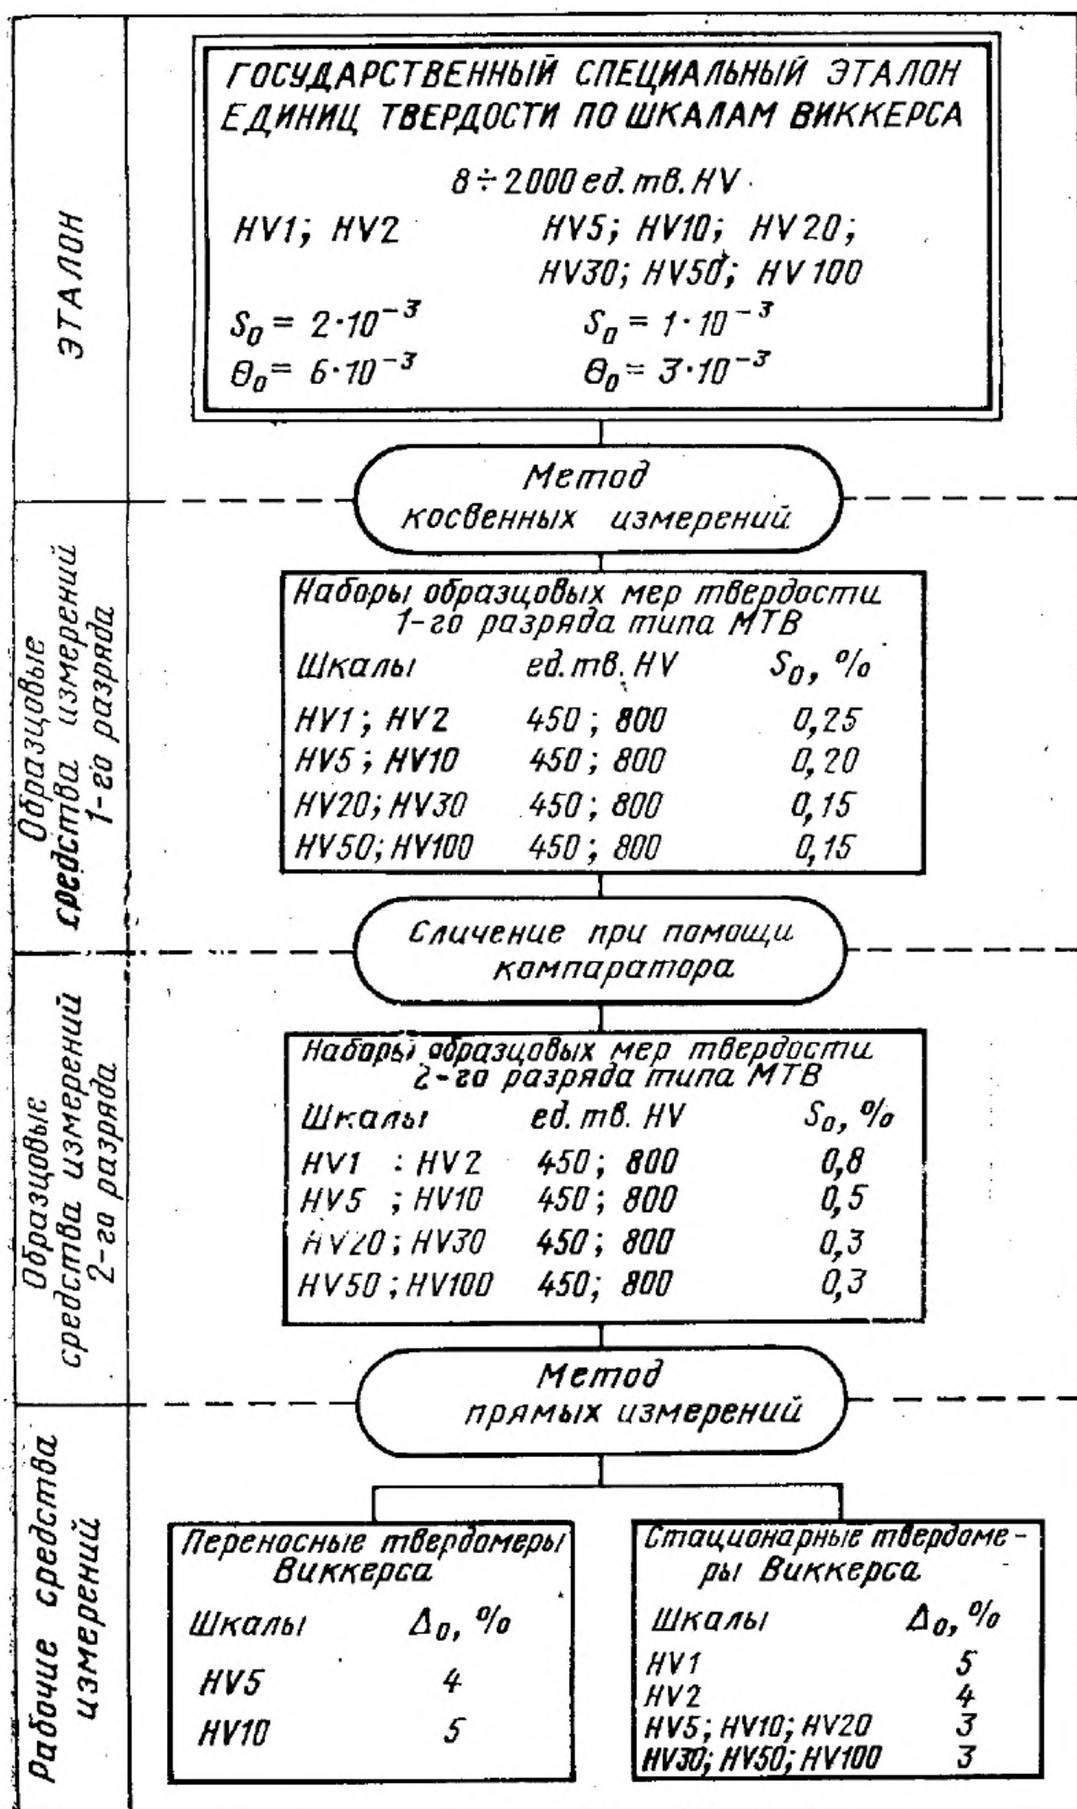 ЭТАЛОН
ГОСУДАРСТВЕННЫЙ СПЕЦИАЛЬНЫЙ ЭТАЛОН
ЕДИНИЦ ТВЕРДОСТИ ПО ШКАЛАМ ВИККЕРСА
8÷2000 ед. тв. HV
HV1; HV2 HV5; HV10; HV20;
HV30; HV50; HV100
S₀ = 2·10⁻³ S₀ = 1·10⁻³
Θ₀ = 6·10⁻³ Θ₀ = 3·10⁻³
Метод
косвенных измерений
Образцовые
средства измерений
1-го разряда
Наборы образцовых мер твердости
1-го разряда типа МТВ
Шкалы ед. тв. HV S₀, %
HV1; HV2 450; 800 0,25
HV5; HV10 450; 800 0,20
HV20; HV30 450; 800 0,15
HV50; HV100 450; 800 0,15
Сличение при помощи
компаратора
Образцовые
средства измерений
2-го разряда
Наборы образцовых мер твердости
2-го разряда типа МТВ
Шкалы ед. тв. HV S₀, %
HV1 : HV2 450; 800 0,8
HV5 ; HV10 450; 800 0,5
HV20; HV30 450; 800 0,3
HV50; HV100 450; 800 0,3
Метод
прямых измерений
Рабочие средства
измерений
Переносные твердомеры
Виккерса
Шкалы Δ₀, %
HV5 4
HV10 5
Стационарные твердоме-
ры Виккерса
Шкалы Δ₀, %
HV1 5
HV2 4
HV5; HV10; HV20 3
HV30; HV50; HV100 3